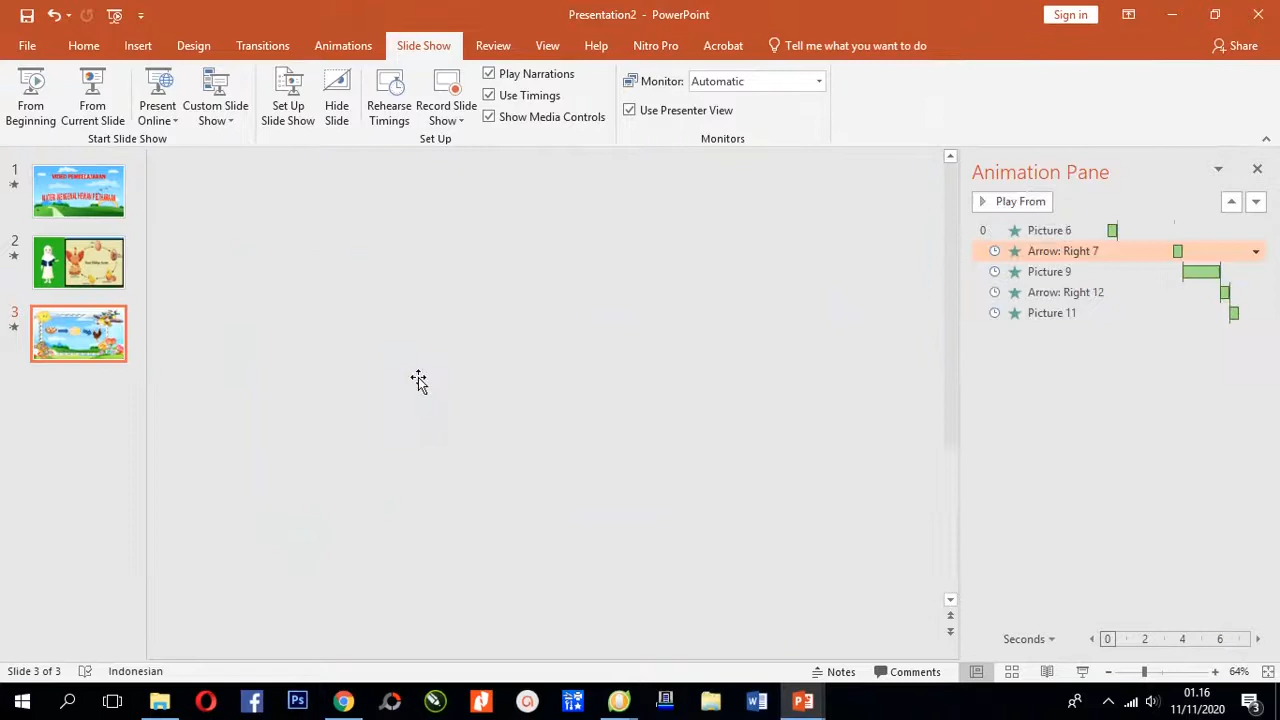 Presentation2 - PowerPoint
Sign in
File Home Insert Design Transitions Animations Slide Show Review View Help Nitro Pro Acrobat Tell me what you want to do Share
From Beginning
From Current Slide
Present Online
Custom Slide Show
Set Up Slide Show
Hide Slide
Rehearse Timings
Record Slide Show
Play Narrations
Use Timings
Show Media Controls
Monitor: Automatic
Use Presenter View
Start Slide Show
Set Up
Monitors
1
VIDEO PEMBELAJARAN
2
3
Animation Pane
Play From
0 Picture 6
Arrow: Right 7
Picture 9
Arrow: Right 12
Picture 11
Seconds 0 2 4 6
Slide 3 of 3 Indonesian Notes Comments 64%
Ps
W
P
01.16
11/11/2020
3